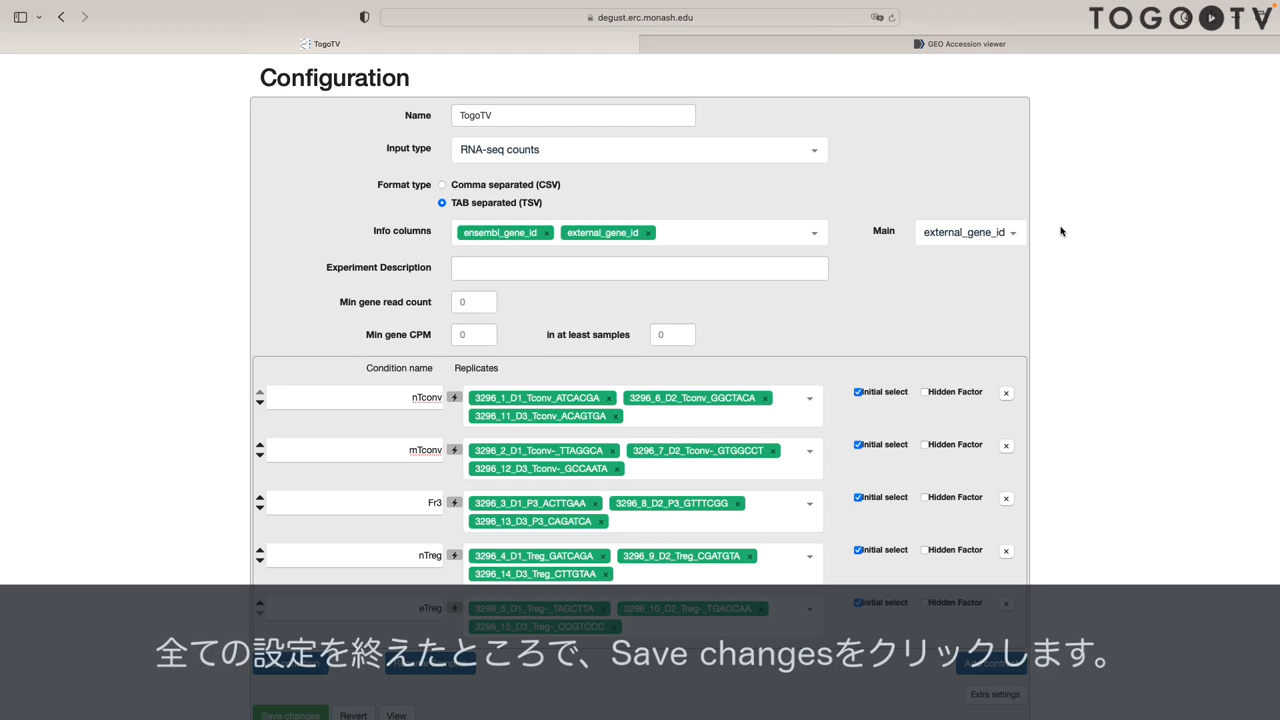 degust.erc.monash.edu
TOGOTV
TogoTV
GEO Accession viewer
Configuration
Name TogoTV
Input type RNA-seq counts
Format type Comma separated (CSV)
TAB separated (TSV)
Info columns ensembl_gene_id × external_gene_id × Main external_gene_id
Experiment Description
Min gene read count 0
Min gene CPM 0 in at least samples 0
Condition name Replicates
nTconv 3296_1_D1_Tconv_ATCACGA × 3296_6_D2_Tconv_GGCTACA × Initial select Hidden Factor ×
3296_11_D3_Tconv_ACAGTGA ×
mTconv 3296_2_D1_Tconv-_TTAGGCA × 3296_7_D2_Tconv-_GTGGCCT × Initial select Hidden Factor ×
3296_12_D3_Tconv-_GCCAATA ×
Fr3 3296_3_D1_P3_ACTTGAA × 3296_8_D2_P3_GTTTCGG × Initial select Hidden Factor ×
3296_13_D3_P3_CAGATCA ×
nTreg 3296_4_D1_Treg_GATCAGA × 3296_9_D2_Treg_CGATGTA × Initial select Hidden Factor ×
3296_14_D3_Treg_CTTGTAA ×
eTreg 3296_5_D1_Treg-_TAGCTTA × 3296_10_D2_Treg-_TGACCAA × Initial select Hidden Factor ×
3296_15_D3_Treg-_CCGTCCC ×
全ての設定を終えたところで、Save changesをクリックします。
Extra settings
Save changes Revert View